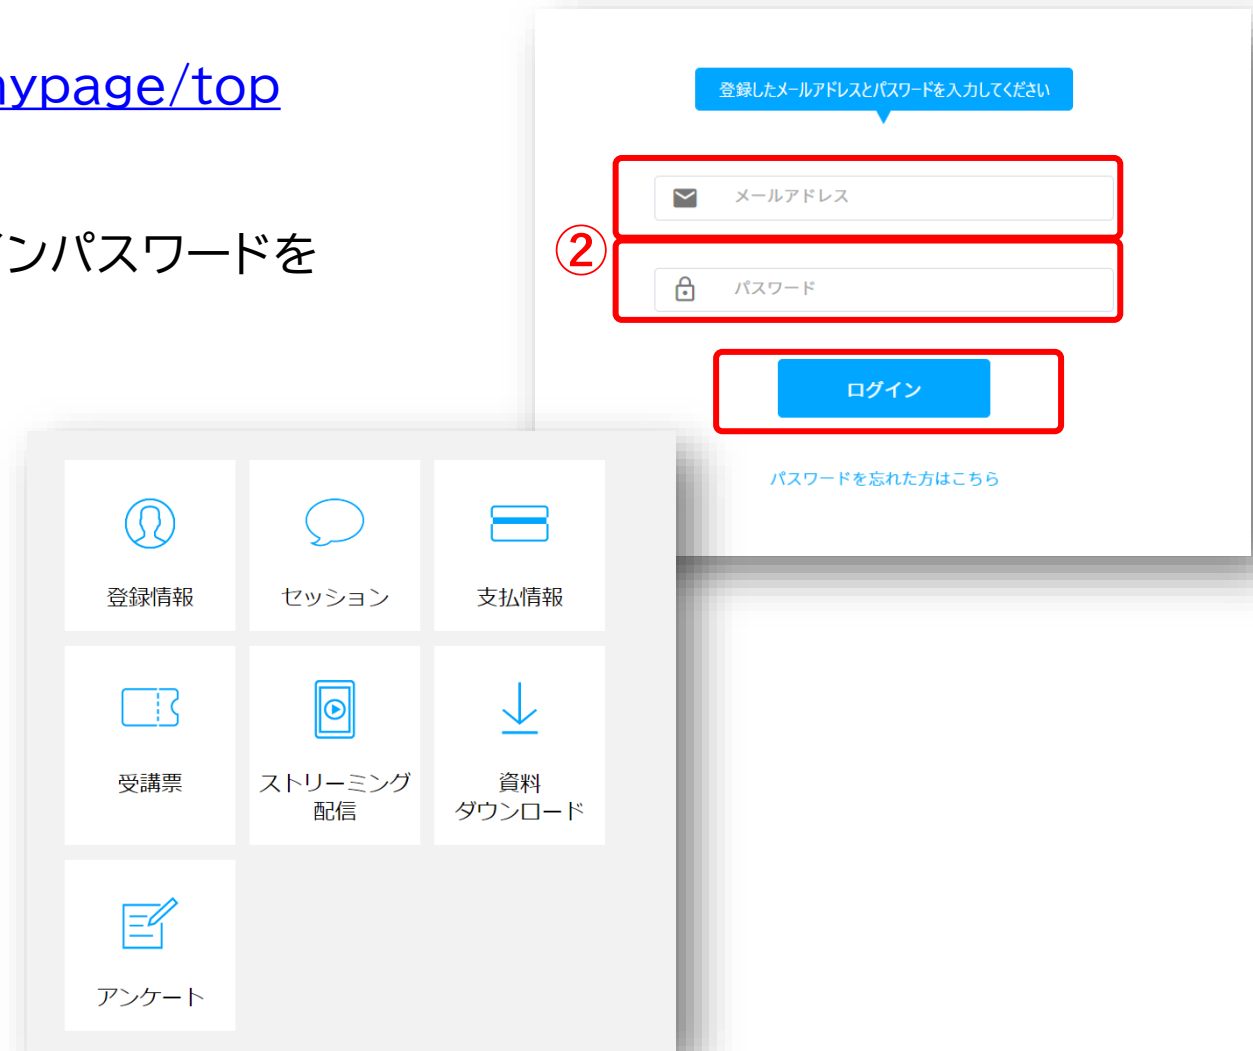 mypage/top
インパスワードを
登録したメールアドレスとパスワードを入力してください
メールアドレス
②
パスワード
ログイン
パスワードを忘れた方はこちら
登録情報
セッション
支払情報
受講票
ストリーミング
配信
資料
ダウンロード
アンケート